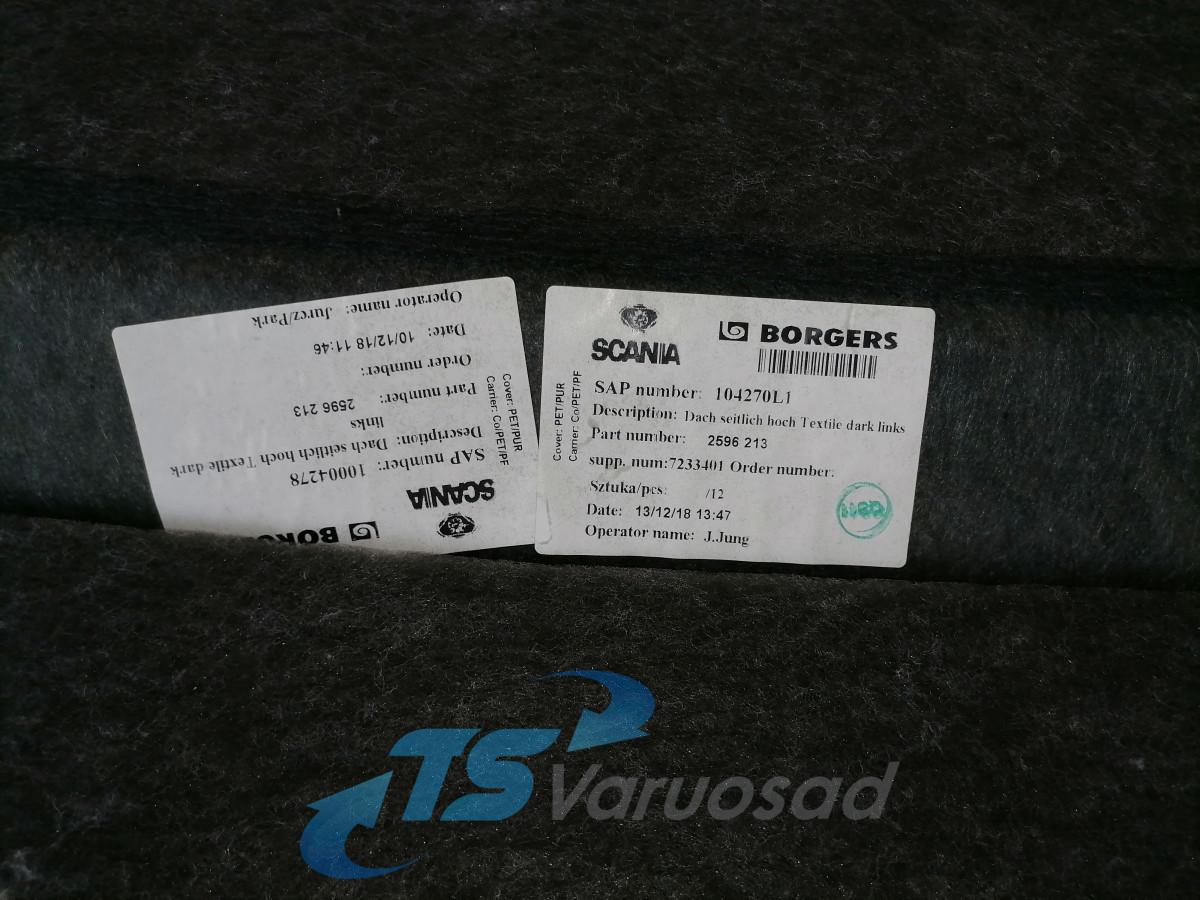 SCANIA
BORGERS
SAP number: 104270L1
Description: Dach seitlich hoch Textile dark links
Part number: 2596 213
supp. num:7233401 Order number:
Sztuka/pcs: /12
Date: 13/12/18 13:47
Operator name: J.Jung
Cover: PET/PUR
Carrier: Co/PET/PF
SCANIA
SAP number: 10004278
Description: Dach seitlich hoch Textile dark
links
Part number: 2596 213
Order number:
Date: 10/12/18 11:46
Operator name: Jurez/Park
Cover: PET/PUR
Carrier: Co/PET/PF
TS Varuosad